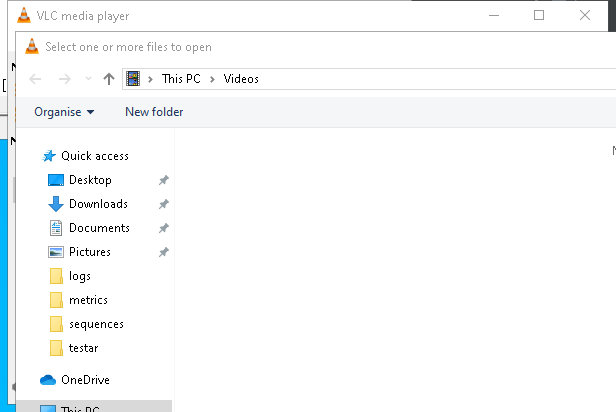 VLC media player
Select one or more files to open
This PC > Videos
Organise
New folder
Quick access
Desktop
Downloads
Documents
Pictures
logs
metrics
sequences
testar
OneDrive
This PC